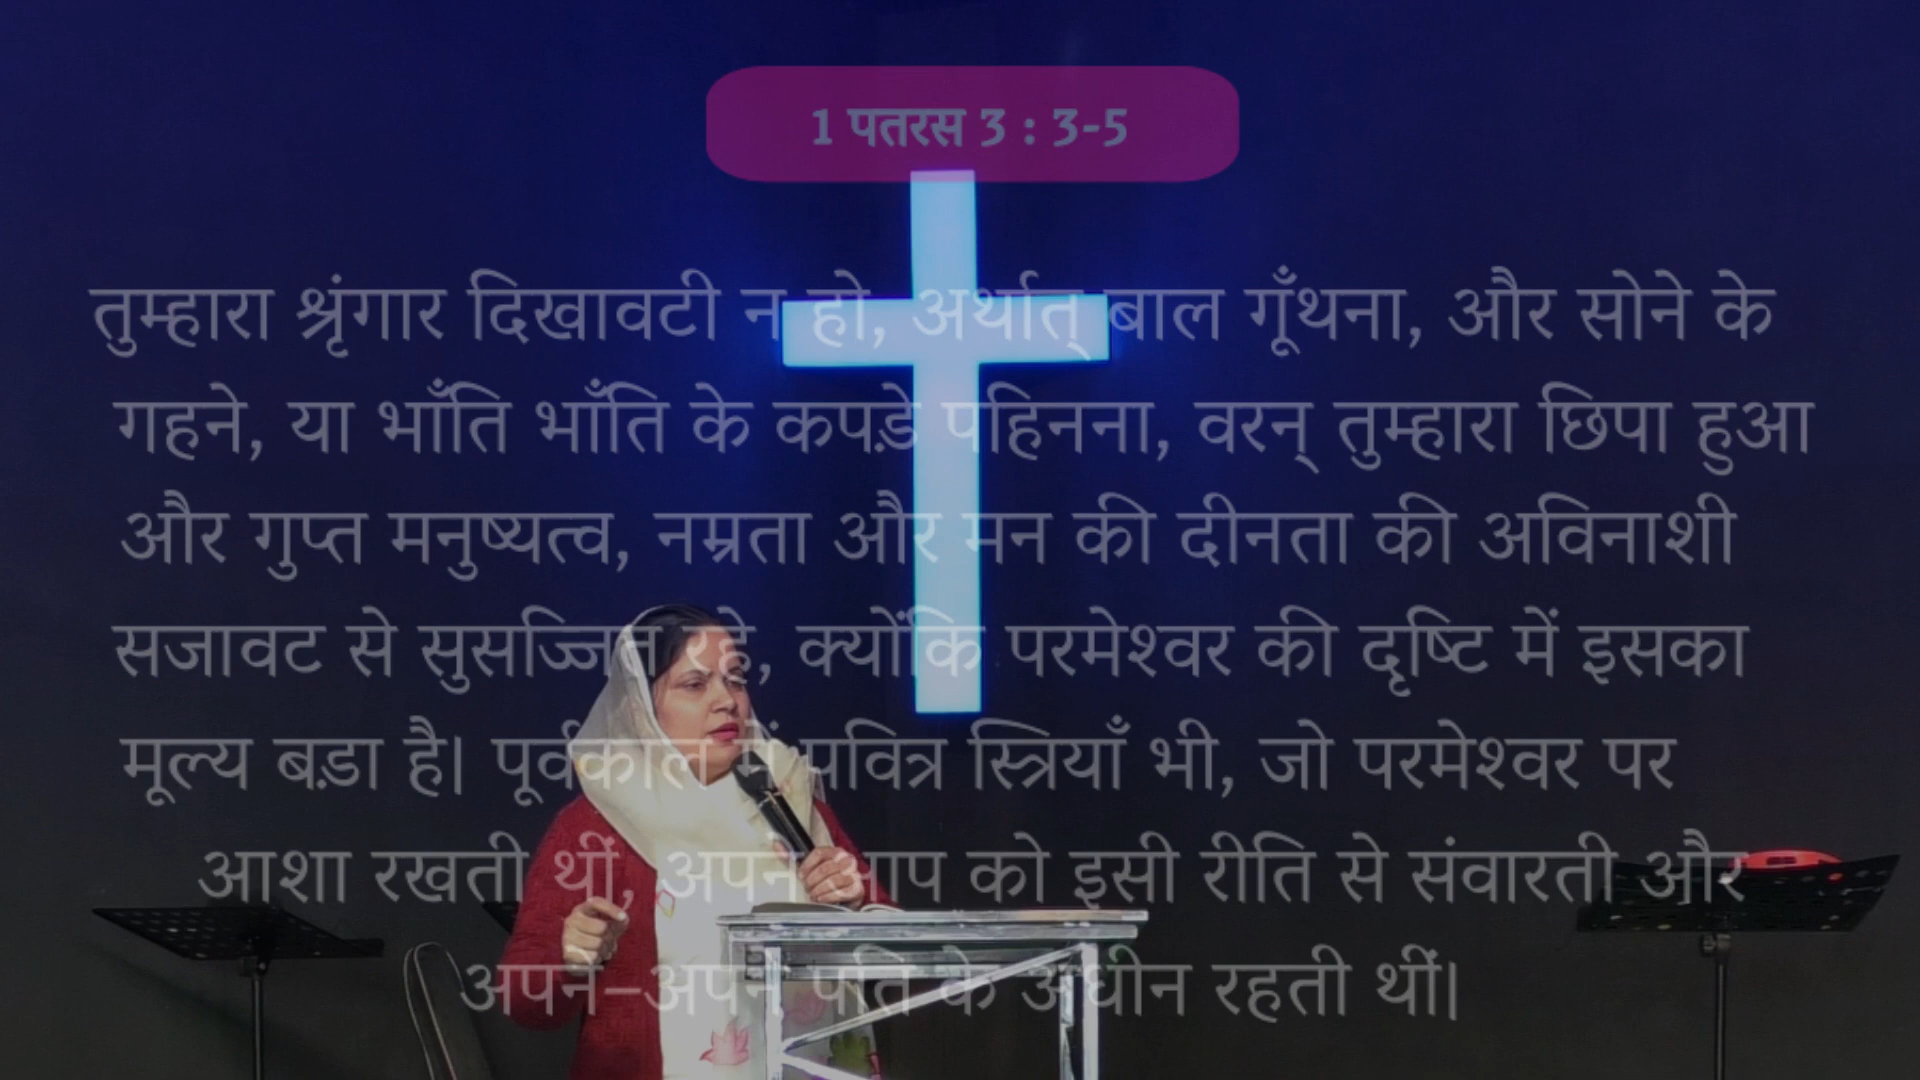 1 पतरस 3 : 3-5
तुम्हारा श्रृंगार दिखावटी न हो, अर्थात् बाल गूँथना, और सोने के
गहने, या भाँति भाँति के कपड़े पहिनना, वरन् तुम्हारा छिपा हुआ
और गुप्त मनुष्यत्व, नम्रता और मन की दीनता की अविनाशी
सजावट से सुसज्जित रहे, क्योंकि परमेश्वर की दृष्टि में इसका
मूल्य बड़ा है। पूर्वकाल में पवित्र स्त्रियाँ भी, जो परमेश्वर पर
आशा रखती थीं, अपने आप को इसी रीति से संवारती और
अपने–अपने पति के अधीन रहती थीं।